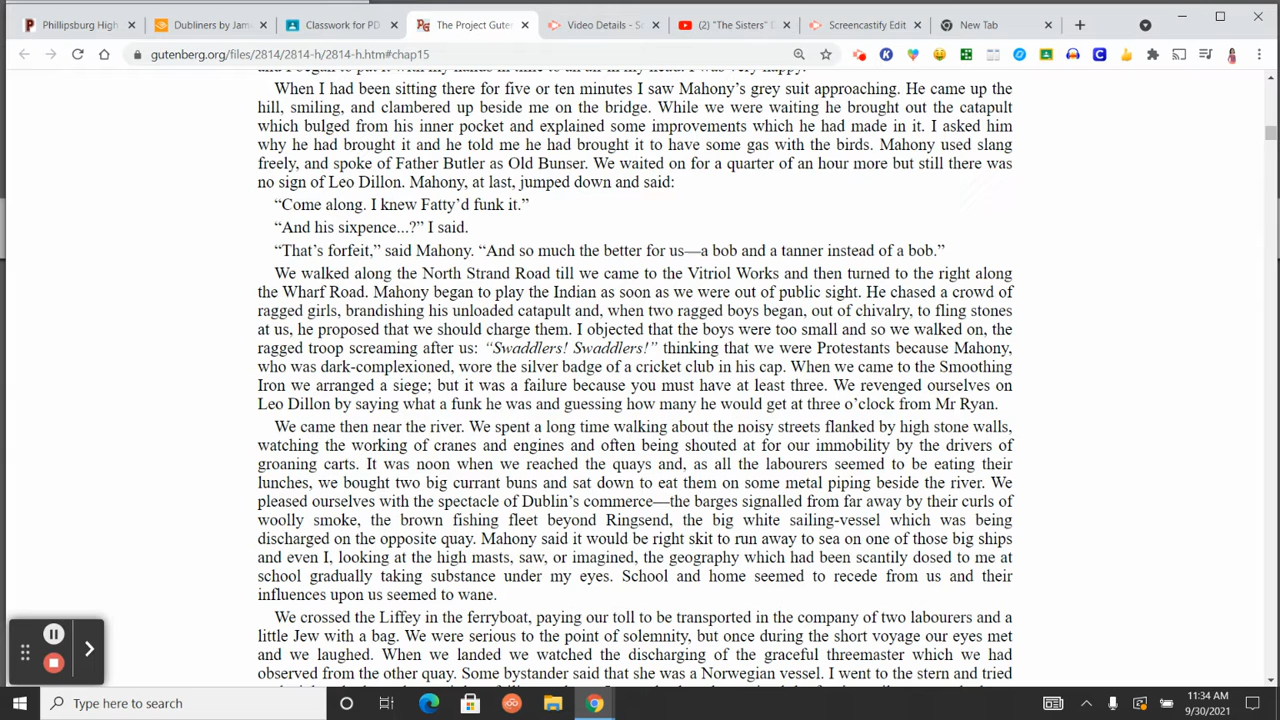 Phillipsburg High
Dubliners by Jam
Classwork for PD
The Project Guter
Video Details - Sc
(2) "The Sisters" D
Screencastify Edit
New Tab
gutenberg.org/files/2814/2814-h/2814-h.htm#chap15
and I began to pat it with my hands in time to an air in my head. I was very happy.
When I had been sitting there for five or ten minutes I saw Mahony’s grey suit approaching. He came up the
hill, smiling, and clambered up beside me on the bridge. While we were waiting he brought out the catapult
which bulged from his inner pocket and explained some improvements which he had made in it. I asked him
why he had brought it and he told me he had brought it to have some gas with the birds. Mahony used slang
freely, and spoke of Father Butler as Old Bunser. We waited on for a quarter of an hour more but still there was
no sign of Leo Dillon. Mahony, at last, jumped down and said:
“Come along. I knew Fatty’d funk it.”
“And his sixpence...?” I said.
“That’s forfeit,” said Mahony. “And so much the better for us—a bob and a tanner instead of a bob.”
We walked along the North Strand Road till we came to the Vitriol Works and then turned to the right along
the Wharf Road. Mahony began to play the Indian as soon as we were out of public sight. He chased a crowd of
ragged girls, brandishing his unloaded catapult and, when two ragged boys began, out of chivalry, to fling stones
at us, he proposed that we should charge them. I objected that the boys were too small and so we walked on, the
ragged troop screaming after us: “Swaddlers! Swaddlers!” thinking that we were Protestants because Mahony,
who was dark-complexioned, wore the silver badge of a cricket club in his cap. When we came to the Smoothing
Iron we arranged a siege; but it was a failure because you must have at least three. We revenged ourselves on
Leo Dillon by saying what a funk he was and guessing how many he would get at three o’clock from Mr Ryan.
We came then near the river. We spent a long time walking about the noisy streets flanked by high stone walls,
watching the working of cranes and engines and often being shouted at for our immobility by the drivers of
groaning carts. It was noon when we reached the quays and, as all the labourers seemed to be eating their
lunches, we bought two big currant buns and sat down to eat them on some metal piping beside the river. We
pleased ourselves with the spectacle of Dublin’s commerce—the barges signalled from far away by their curls of
woolly smoke, the brown fishing fleet beyond Ringsend, the big white sailing-vessel which was being
discharged on the opposite quay. Mahony said it would be right skit to run away to sea on one of those big ships
and even I, looking at the high masts, saw, or imagined, the geography which had been scantily dosed to me at
school gradually taking substance under my eyes. School and home seemed to recede from us and their
influences upon us seemed to wane.
We crossed the Liffey in the ferryboat, paying our toll to be transported in the company of two labourers and a
little Jew with a bag. We were serious to the point of solemnity, but once during the short voyage our eyes met
and we laughed. When we landed we watched the discharging of the graceful threemaster which we had
observed from the other quay. Some bystander said that she was a Norwegian vessel. I went to the stern and tried
Type here to search
11:34 AM
9/30/2021